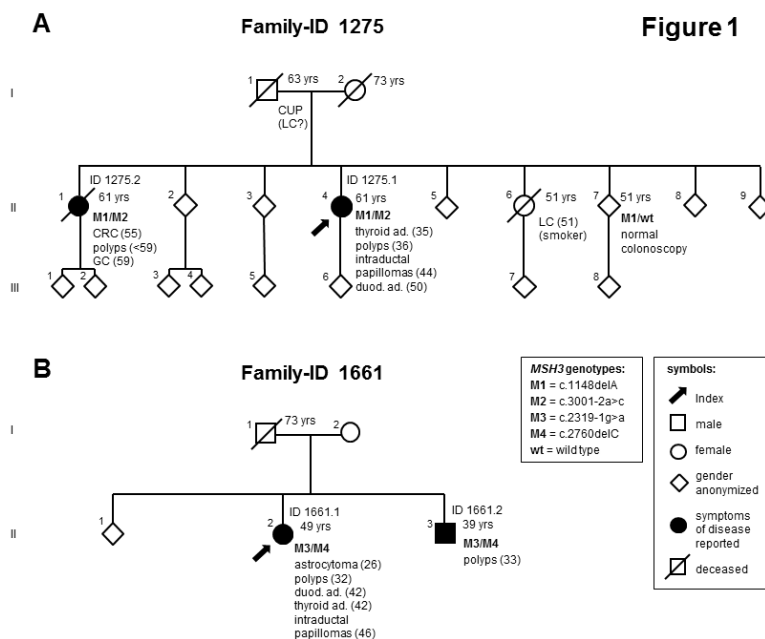 Figure 1
A
Family-ID 1275
I
1
63 yrs
2
73 yrs
CUP
(LC?)
II
ID 1275.2
1
61 yrs
M1/M2
CRC (55)
polyps (<59)
GC (59)
2
3
ID 1275.1
4
61 yrs
M1/M2
thyroid ad. (35)
polyps (36)
intraductal
papillomas (44)
duod. ad. (50)
5
6
51 yrs
LC (51)
(smoker)
7
51 yrs
M1/wt
normal
colonoscopy
8
9
III
1
2
3
4
5
6
7
8
B
Family-ID 1661
I
1
73 yrs
2
II
1
ID 1661.1
2
49 yrs
M3/M4
astrocytoma (26)
polyps (32)
duod. ad. (42)
thyroid ad. (42)
intraductal
papillomas (46)
ID 1661.2
3
39 yrs
M3/M4
polyps (33)
MSH3 genotypes:
M1 = c.1148delA
M2 = c.3001-2a>c
M3 = c.2319-1g>a
M4 = c.2760delC
wt = wild type
symbols:
Index
male
female
gender
anonymized
symptoms
of disease
reported
deceased